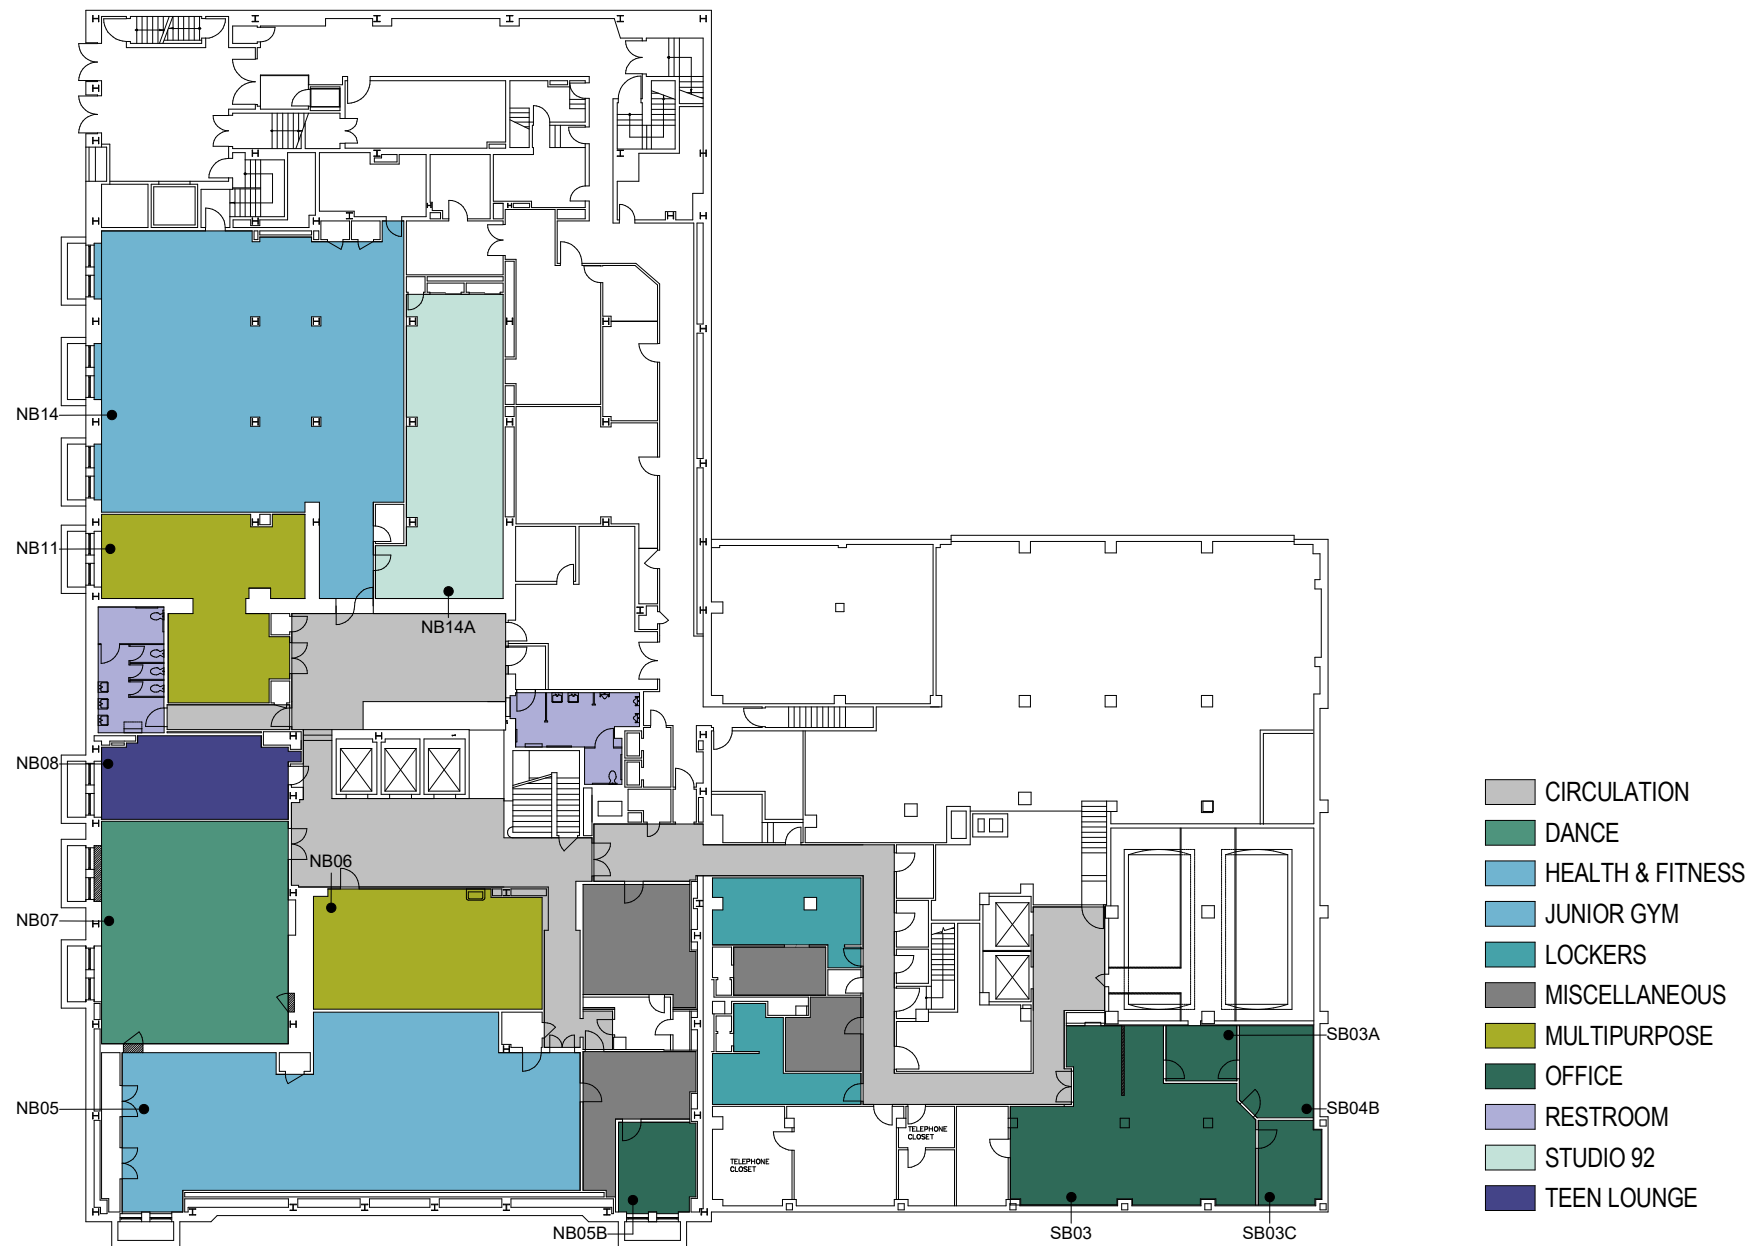 NB14
NB11
NB14A
NB08
NB06
NB07
NB05
NB05B
TELEPHONE
CLOSET
TELEPHONE
CLOSET
SB03A
SB04B
SB03
SB03C
CIRCULATION
DANCE
HEALTH & FITNESS
JUNIOR GYM
LOCKERS
MISCELLANEOUS
MULTIPURPOSE
OFFICE
RESTROOM
STUDIO 92
TEEN LOUNGE